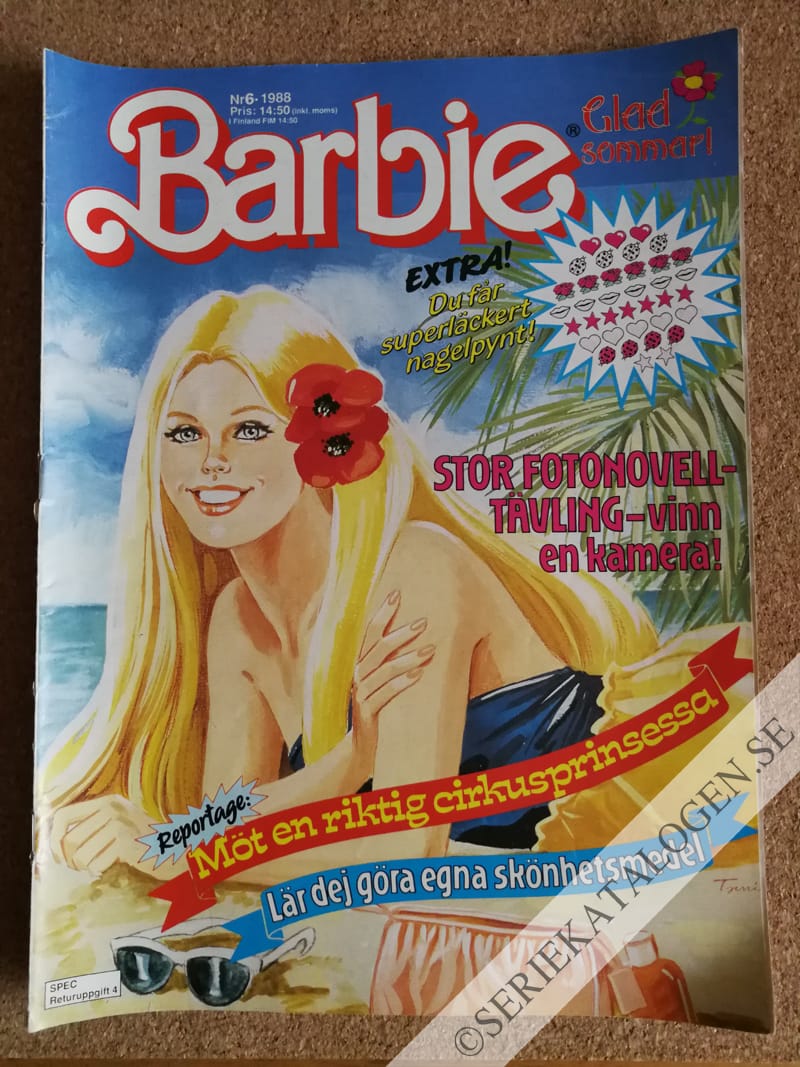 Nr6·1988
Pris: 14:50 (inkl. moms)
I Finland FIM 14:50
Barbie®
Glad
sommar!
EXTRA!
Du får
superläckert
nagelpynt!
STOR FOTONOVELL-
TÄVLING-vinn
en kamera!
Reportage:
Möt en riktig cirkusprinsessa
Lär dej göra egna skönhetsmedel
SPEC
Returuppgift 4
©SERIEKATALOGEN.SE